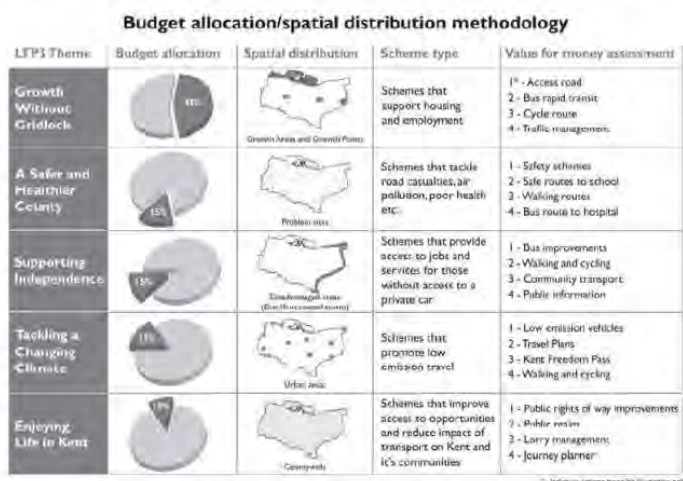 Budget allocation/spatial distribution methodology
LTP3 Theme
Budget allocation
Spatial distribution
Scheme type
Value for money assessment
Growth
Without
Gridlock
Growth Areas and Growth Points
Schemes that
support housing
and employment
1* - Access road
2 - Bus rapid transit
3 - Cycle route
4 - Traffic management
A Safer and
Healthier
County
15%
Problem sites
Schemes that tackle
road casualties, air
pollution, poor health
etc.
1 - Safety schemes
2 - Safe routes to school
3 - Walking routes
4 - Bus route to hospital
Supporting
Independence
15%
Disadvantaged areas
Schemes that provide
access to jobs and
services for those
without access to a
private car
1 - Bus improvements
2 - Walking and cycling
3 - Community transport
4 - Public information
Tackling a
Changing
Climate
15%
Urban areas
Schemes that
promote low
emission travel
1 - Low emission vehicles
2 - Travel Plans
3 - Kent Freedom Pass
4 - Walking and cycling
Enjoying
Life in Kent
Countywide
Schemes that improve
access to opportunities
and reduce impact of
transport on Kent and
it's communities
1 - Public rights of way improvements
2 - Public realm
3 - Lorry management
4 - Journey planner